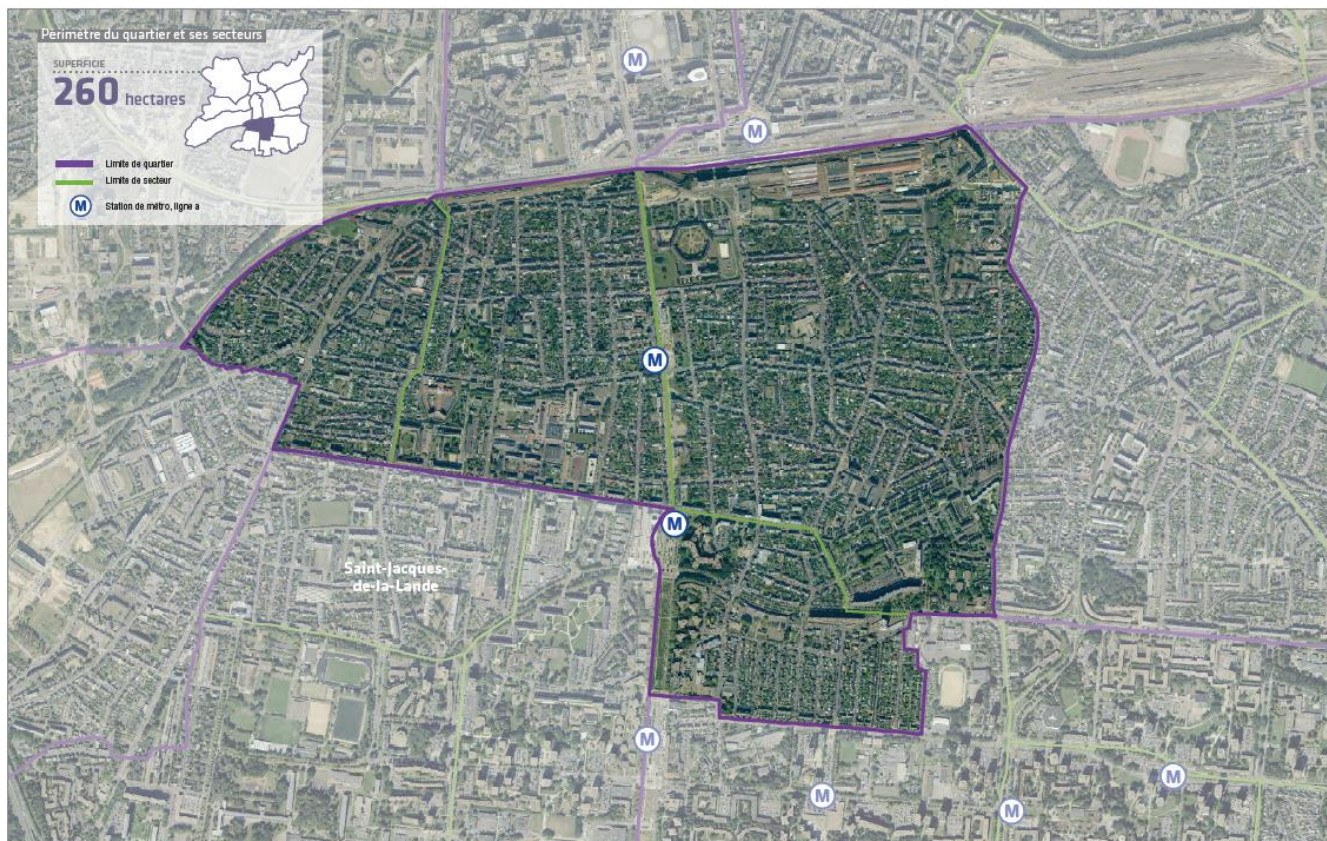 Périmètre du quartier et ses secteurs
SUPERFICIE
260 hectares
Limite de quartier
Limite de secteur
M Station de métro, ligne a
M
M
M
M
Saint-Jacques-
de-la-Lande
M
M
M
M